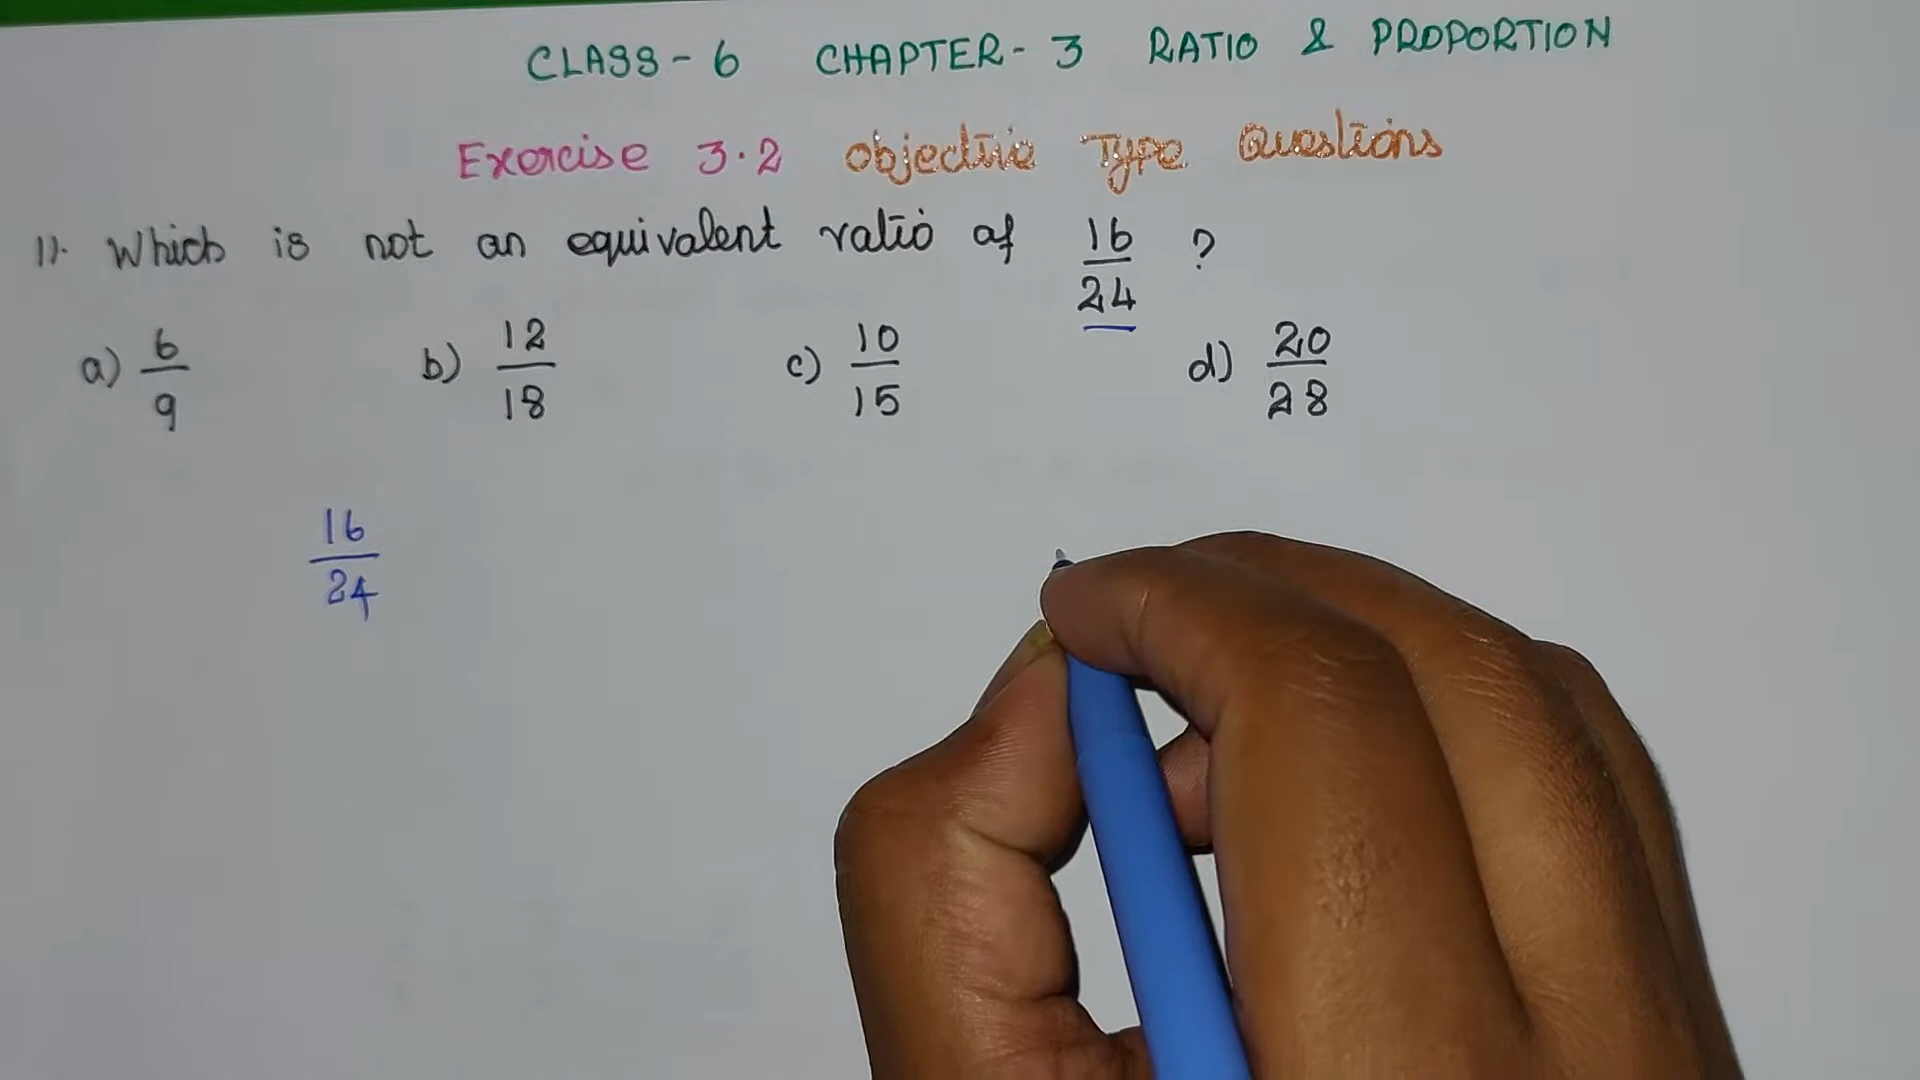 CLASS - 6 CHAPTER - 3 RATIO & PROPORTION
Exercise 3.2 Objective Type Questions
11. Which is not an equivalent ratio of 16/24 ?
a) 6/9 b) 12/18 c) 10/15 d) 20/28
16/24